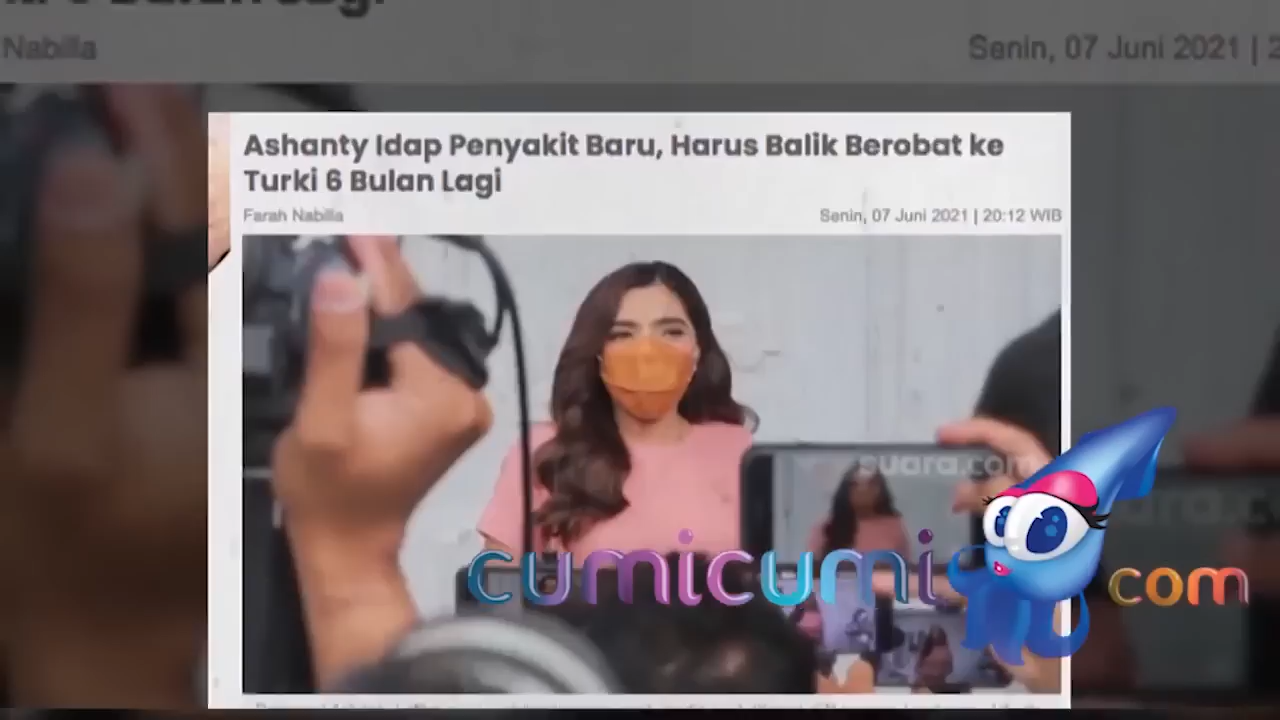 Nabilla
Senin, 07 Juni 2021 |
Ashanty Idap Penyakit Baru, Harus Balik Berobat ke
Turki 6 Bulan Lagi
Farah Nabilla
Senin, 07 Juni 2021 | 20:12 WIB
suara.com
cumicumi com